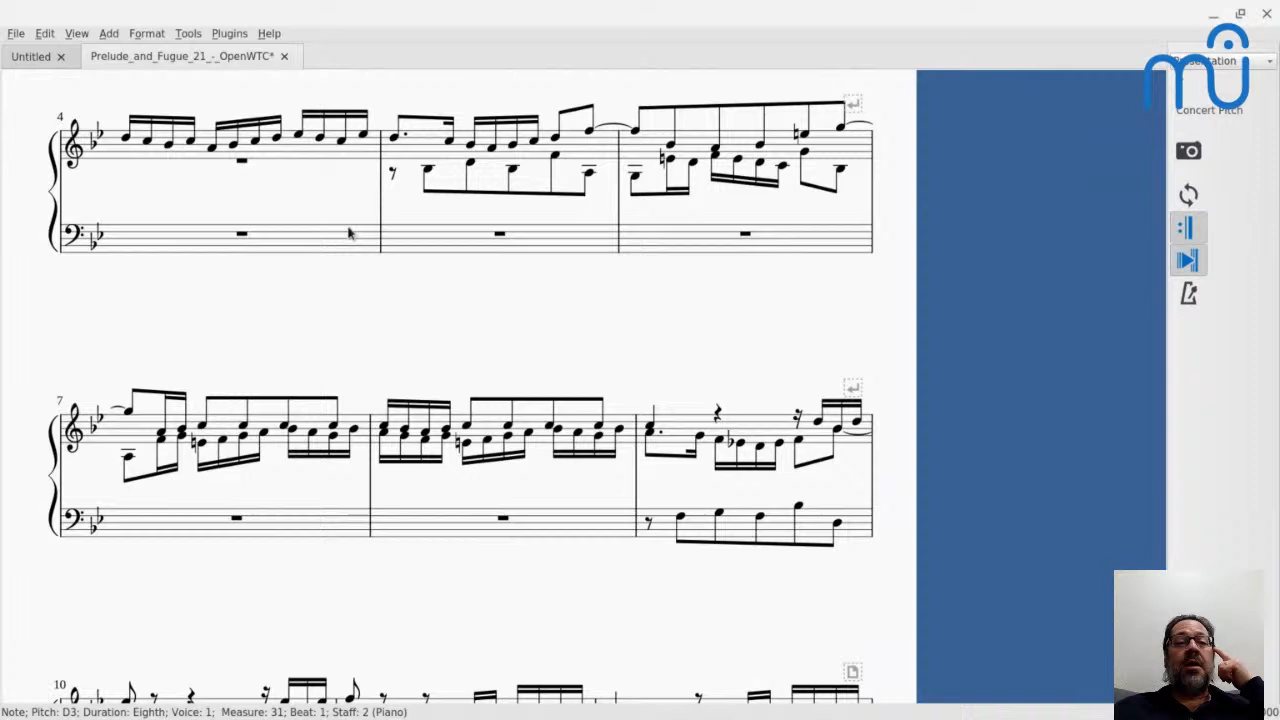 File Edit View Add Format Tools Plugins Help
Untitled Prelude_and_Fugue_21_-_OpenWTC*
mu
Concert Pitch
4
7
10
Note; Pitch: D3; Duration: Eighth; Voice: 1; Measure: 31; Beat: 1; Staff: 2 (Piano)